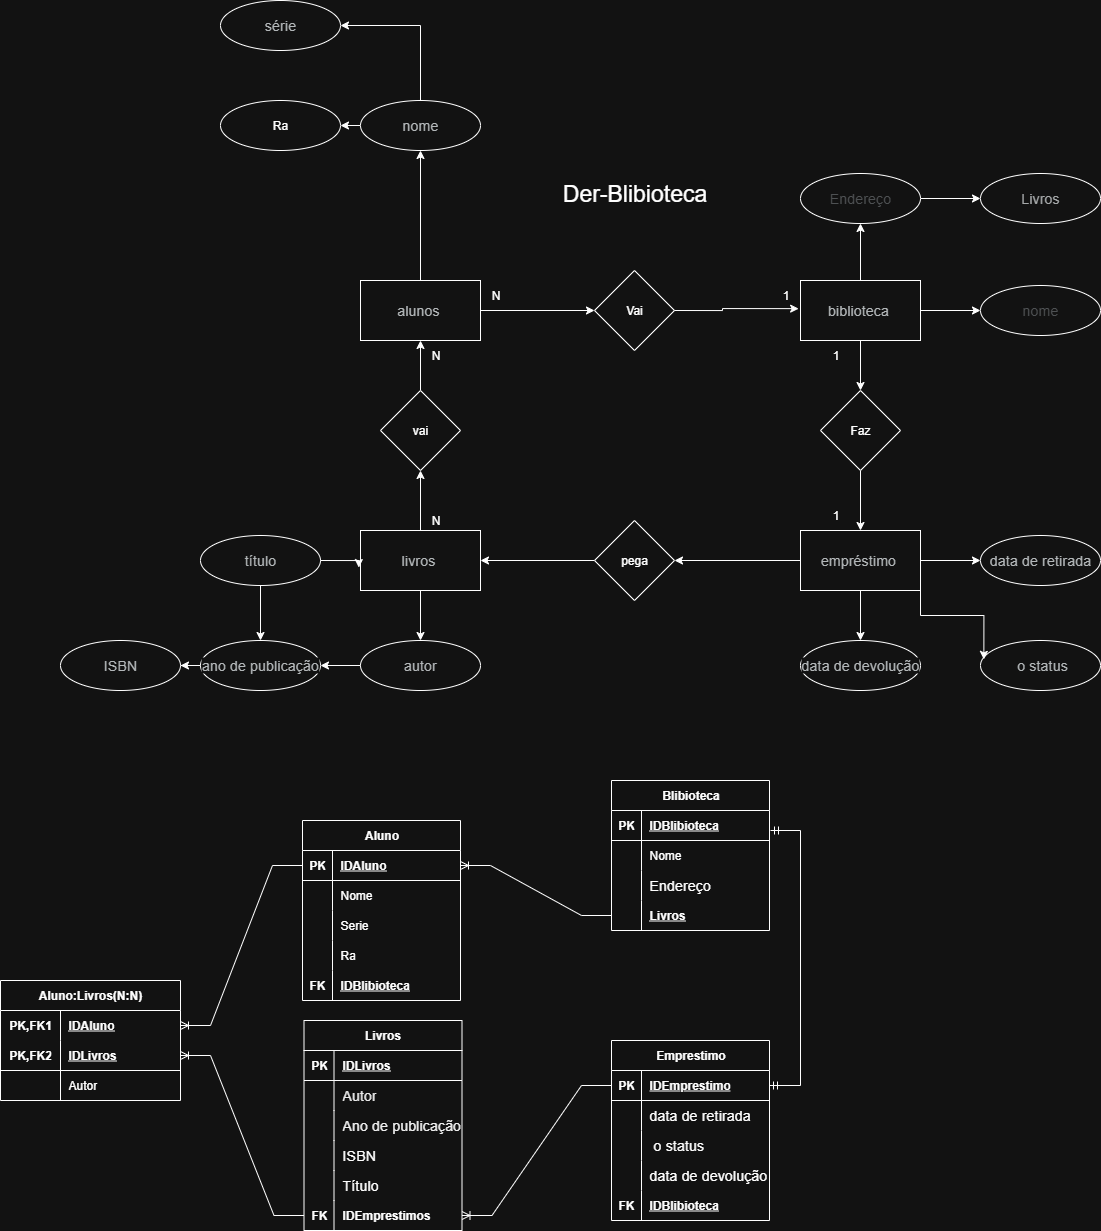 série
Ra
nome
Der-Blibioteca
Endereço
Livros
alunos
N
Vai
1
biblioteca
nome
N
1
vai
Faz
N
1
título
livros
pega
empréstimo
data de retirada
ISBN
ano de publicação
autor
data de devolução
o status
Blibioteca
PK IDBlibioteca
Nome
Endereço
Livros
Aluno
PK IDAluno
Nome
Serie
Ra
FK IDBlibioteca
Aluno:Livros(N:N)
PK,FK1 IDAluno
PK,FK2 IDLivros
Autor
Livros
PK IDLivros
Autor
Ano de publicação
ISBN
Título
FK IDEmprestimos
Emprestimo
PK IDEmprestimo
data de retirada
o status
data de devolução
FK IDBlibioteca